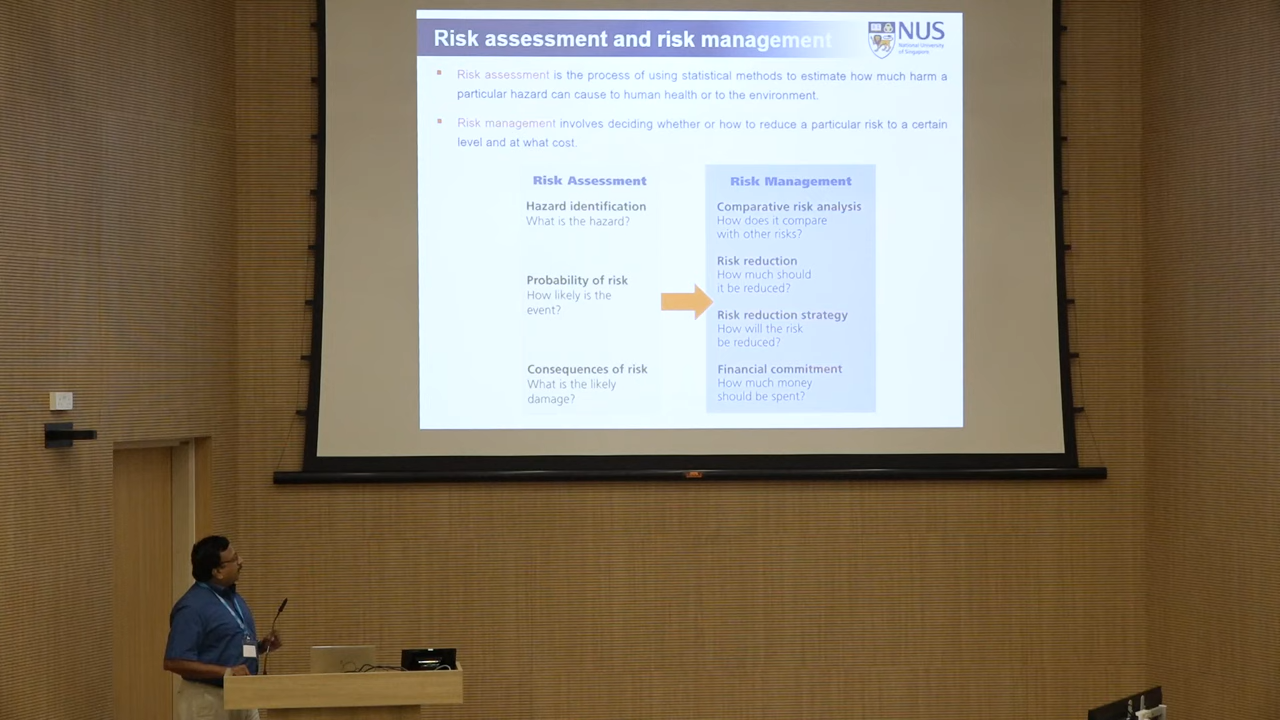 Risk assessment and risk management
NUS
National University
of Singapore
Risk assessment is the process of using statistical methods to estimate how much harm a
particular hazard can cause to human health or to the environment.
Risk management involves deciding whether or how to reduce a particular risk to a certain
level and at what cost.
Risk Assessment
Hazard identification
What is the hazard?
Probability of risk
How likely is the
event?
Consequences of risk
What is the likely
damage?
Risk Management
Comparative risk analysis
How does it compare
with other risks?
Risk reduction
How much should
it be reduced?
Risk reduction strategy
How will the risk
be reduced?
Financial commitment
How much money
should be spent?